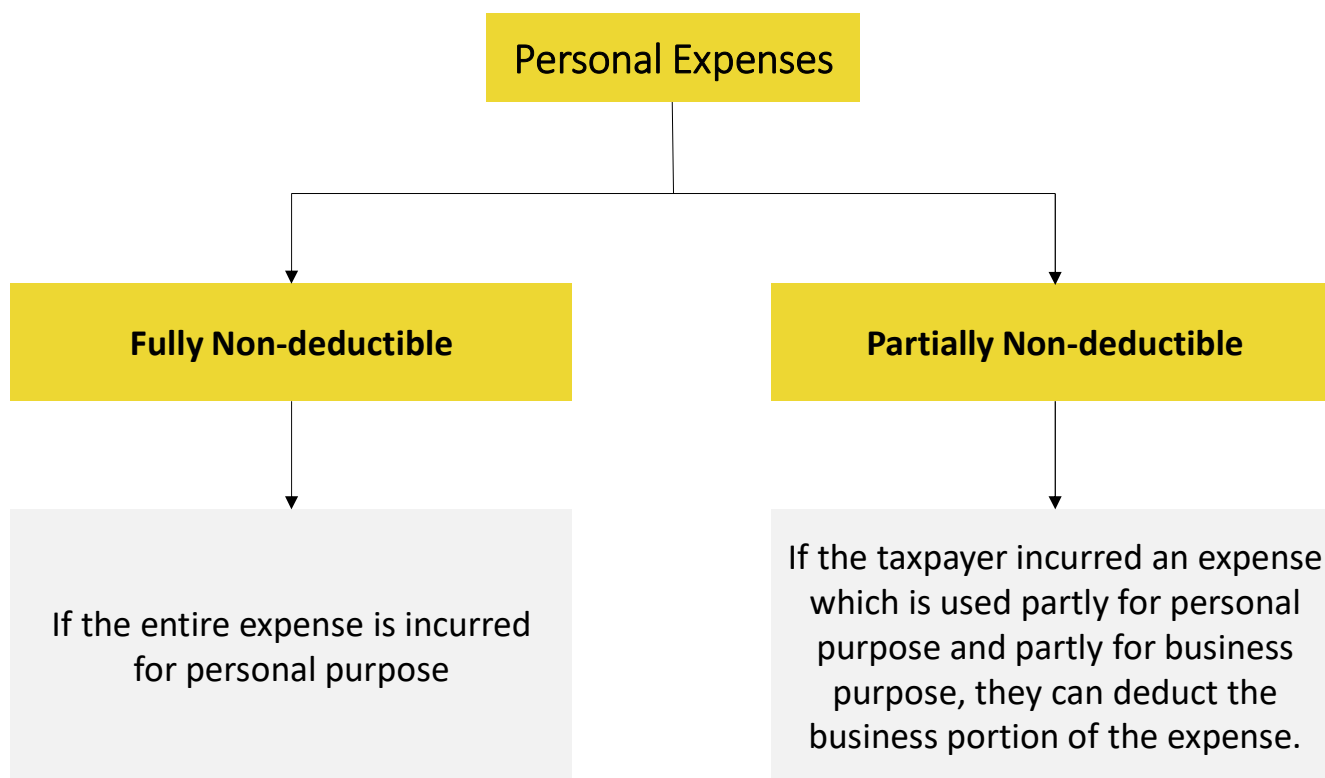 Personal Expenses
Fully Non-deductible
Partially Non-deductible
If the entire expense is incurred
for personal purpose
If the taxpayer incurred an expense
which is used partly for personal
purpose and partly for business
purpose, they can deduct the
business portion of the expense.